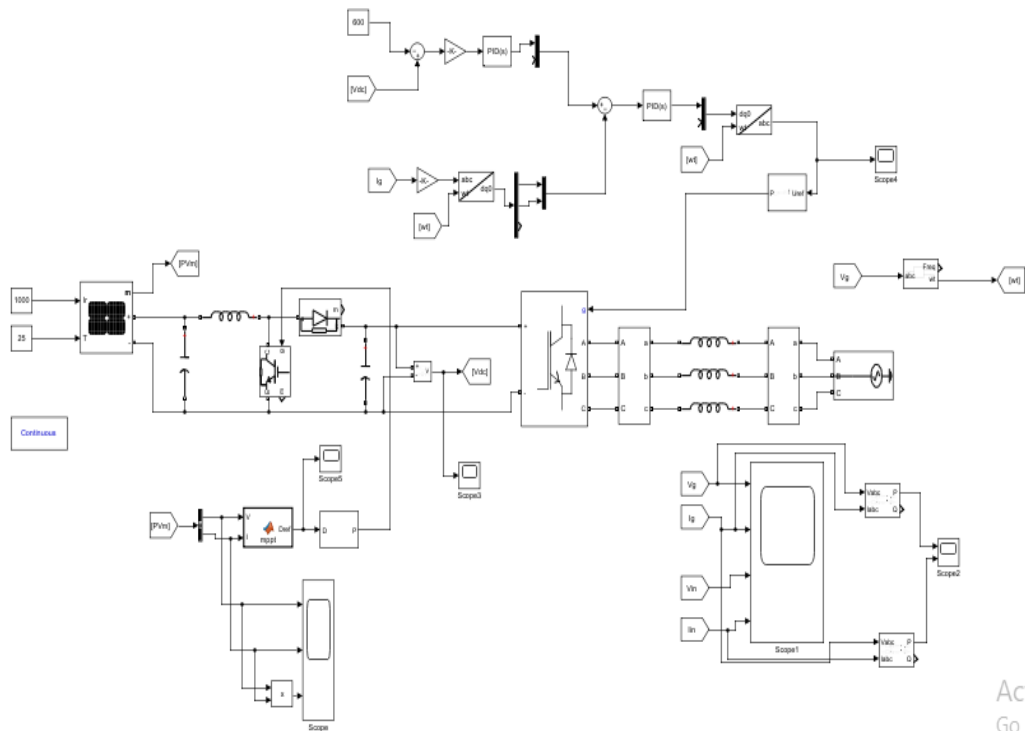 600
-K-
PID(s)
[Vdc]
PID(s)
dq0
wt
abc
[wt]
Scope4
P
Uref
Ig
-K-
abc
wt
dq0
[wt]
[PVm]
Vg
abc
Freq
wt
[wt]
1000
Ir
m
+
25
T
-
m
g
+
A
B
C
-
A
B
C
a
b
c
A
B
C
a
b
c
A
B
C
+
-
v
[Vdc]
Continuous
Scope5
Scope3
[PVm]
V
I
mppt
Dref
D
P
Vg
Ig
Vin
Iin
Scope1
Vabc
Iabc
P
Q
Scope2
Vabc
Iabc
P
Q
x
Scope
Ac
Go